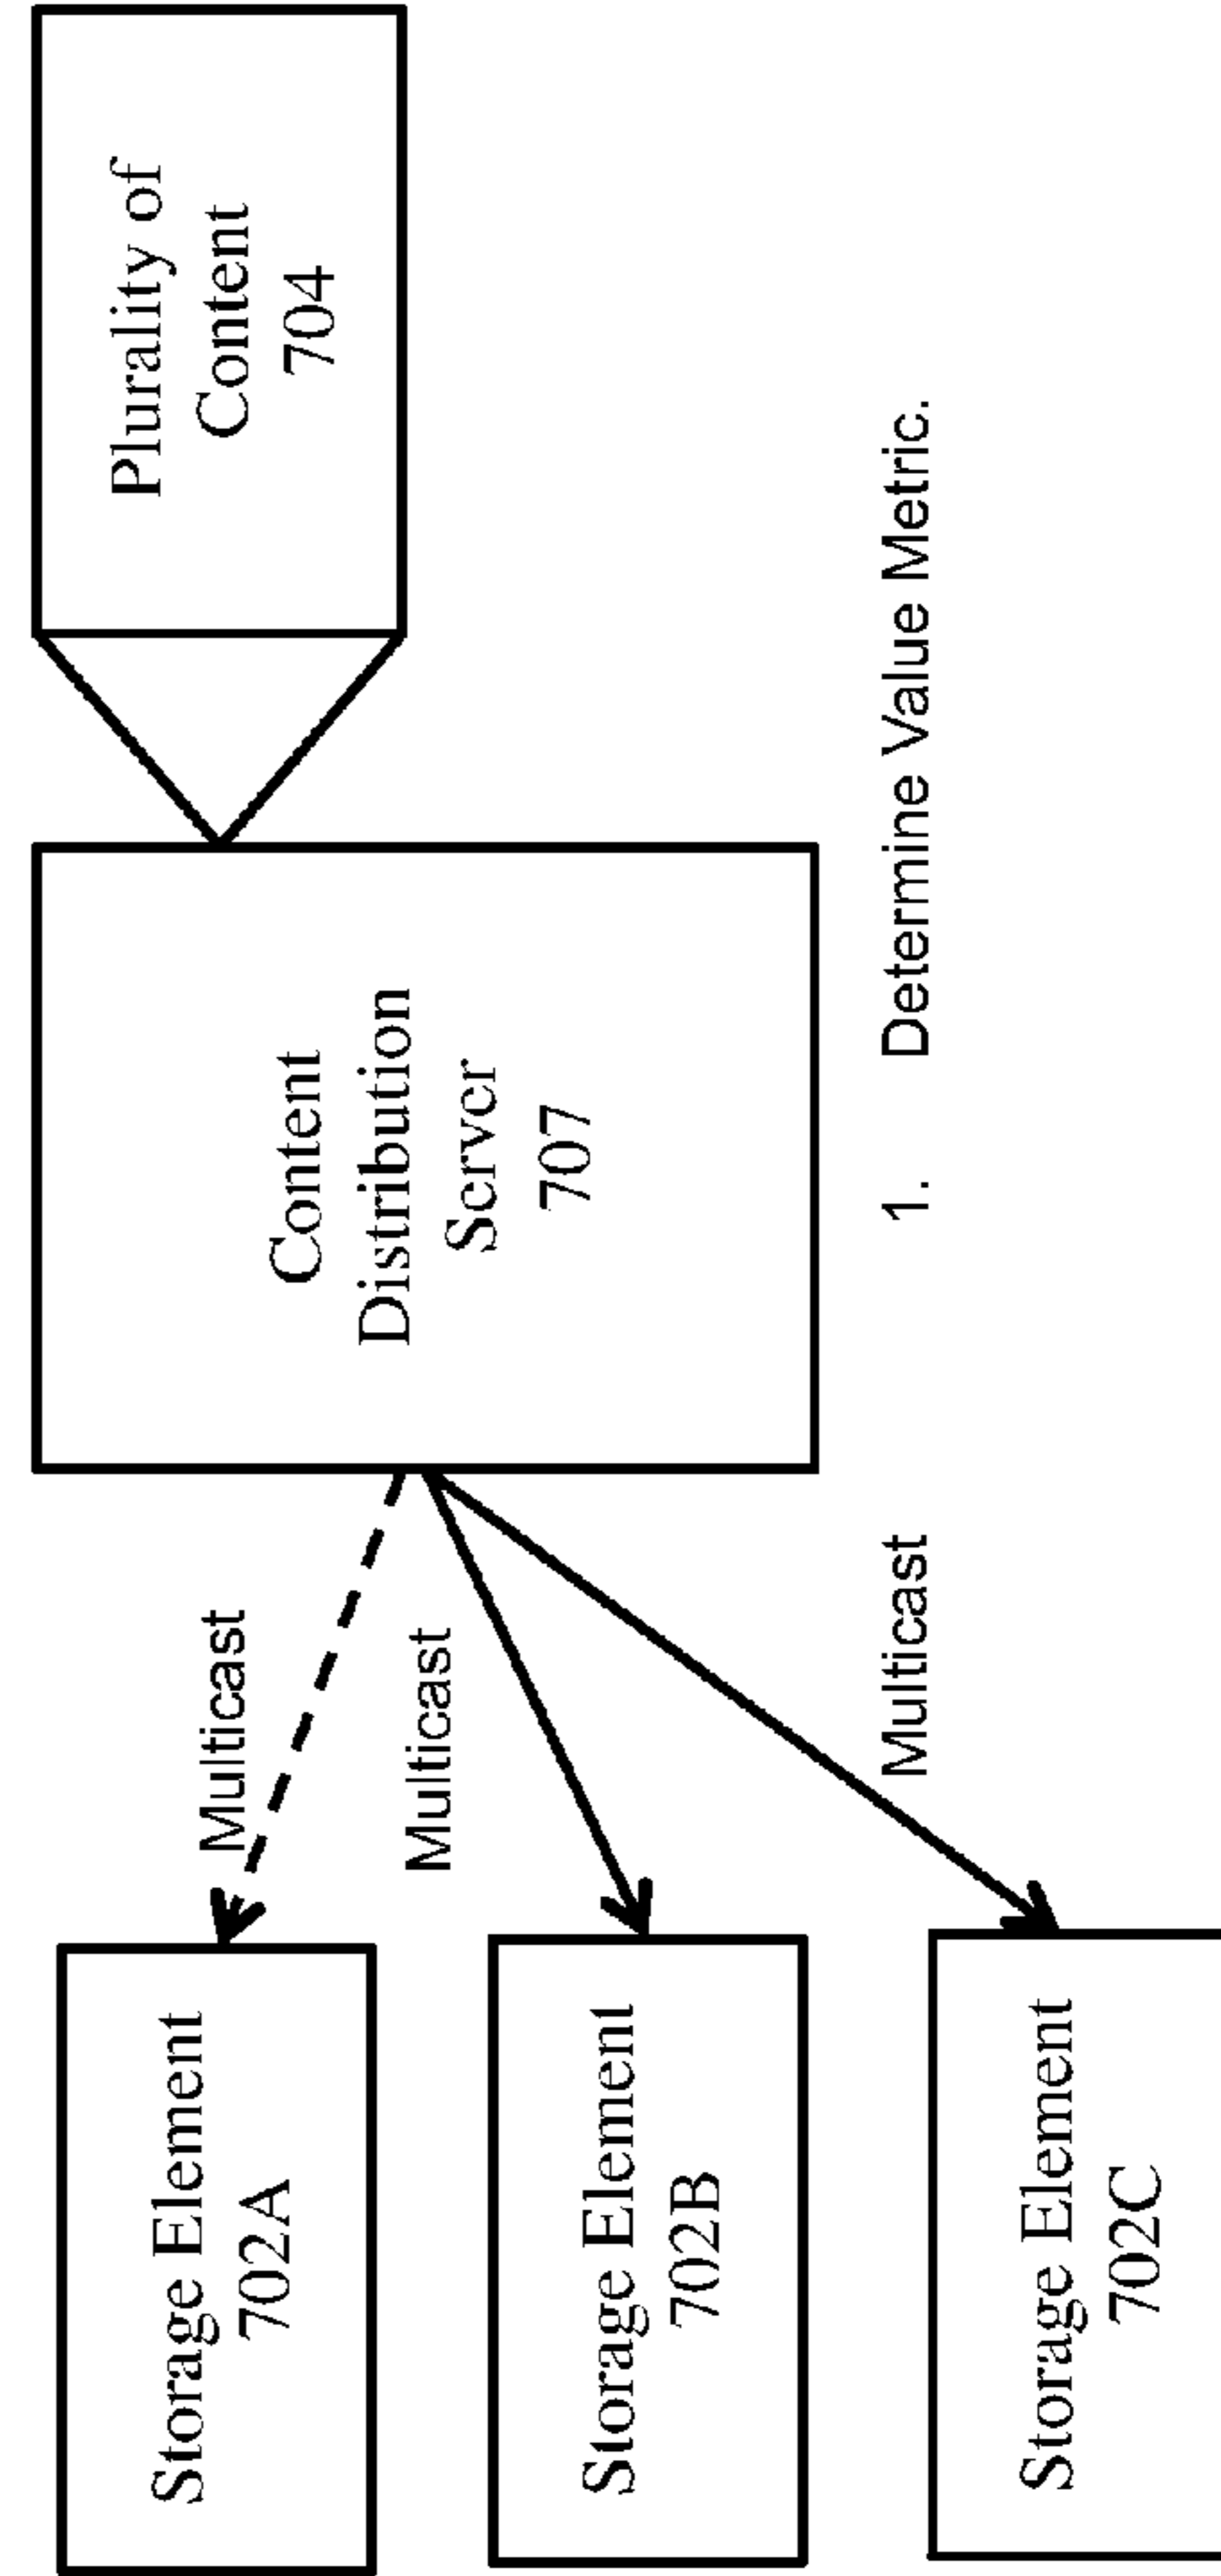 Storage Element
702A
Multicast
Content
Distribution
Server
707
Plurality of
Content
704
Multicast
Storage Element
702B
Multicast
1. Determine Value Metric.
Storage Element
702C